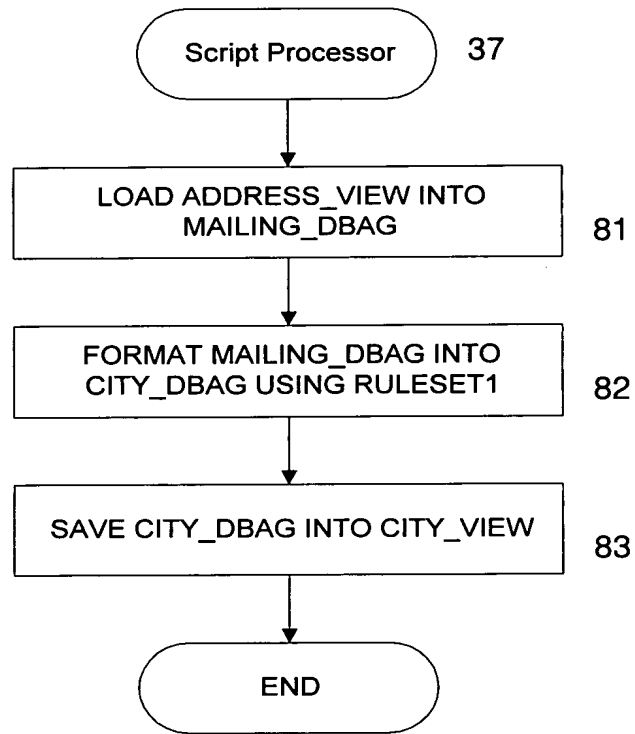 Script Processor
37
LOAD ADDRESS_VIEW INTO
MAILING_DBAG
81
FORMAT MAILING_DBAG INTO
CITY_DBAG USING RULESET1
82
SAVE CITY_DBAG INTO CITY_VIEW
83
END